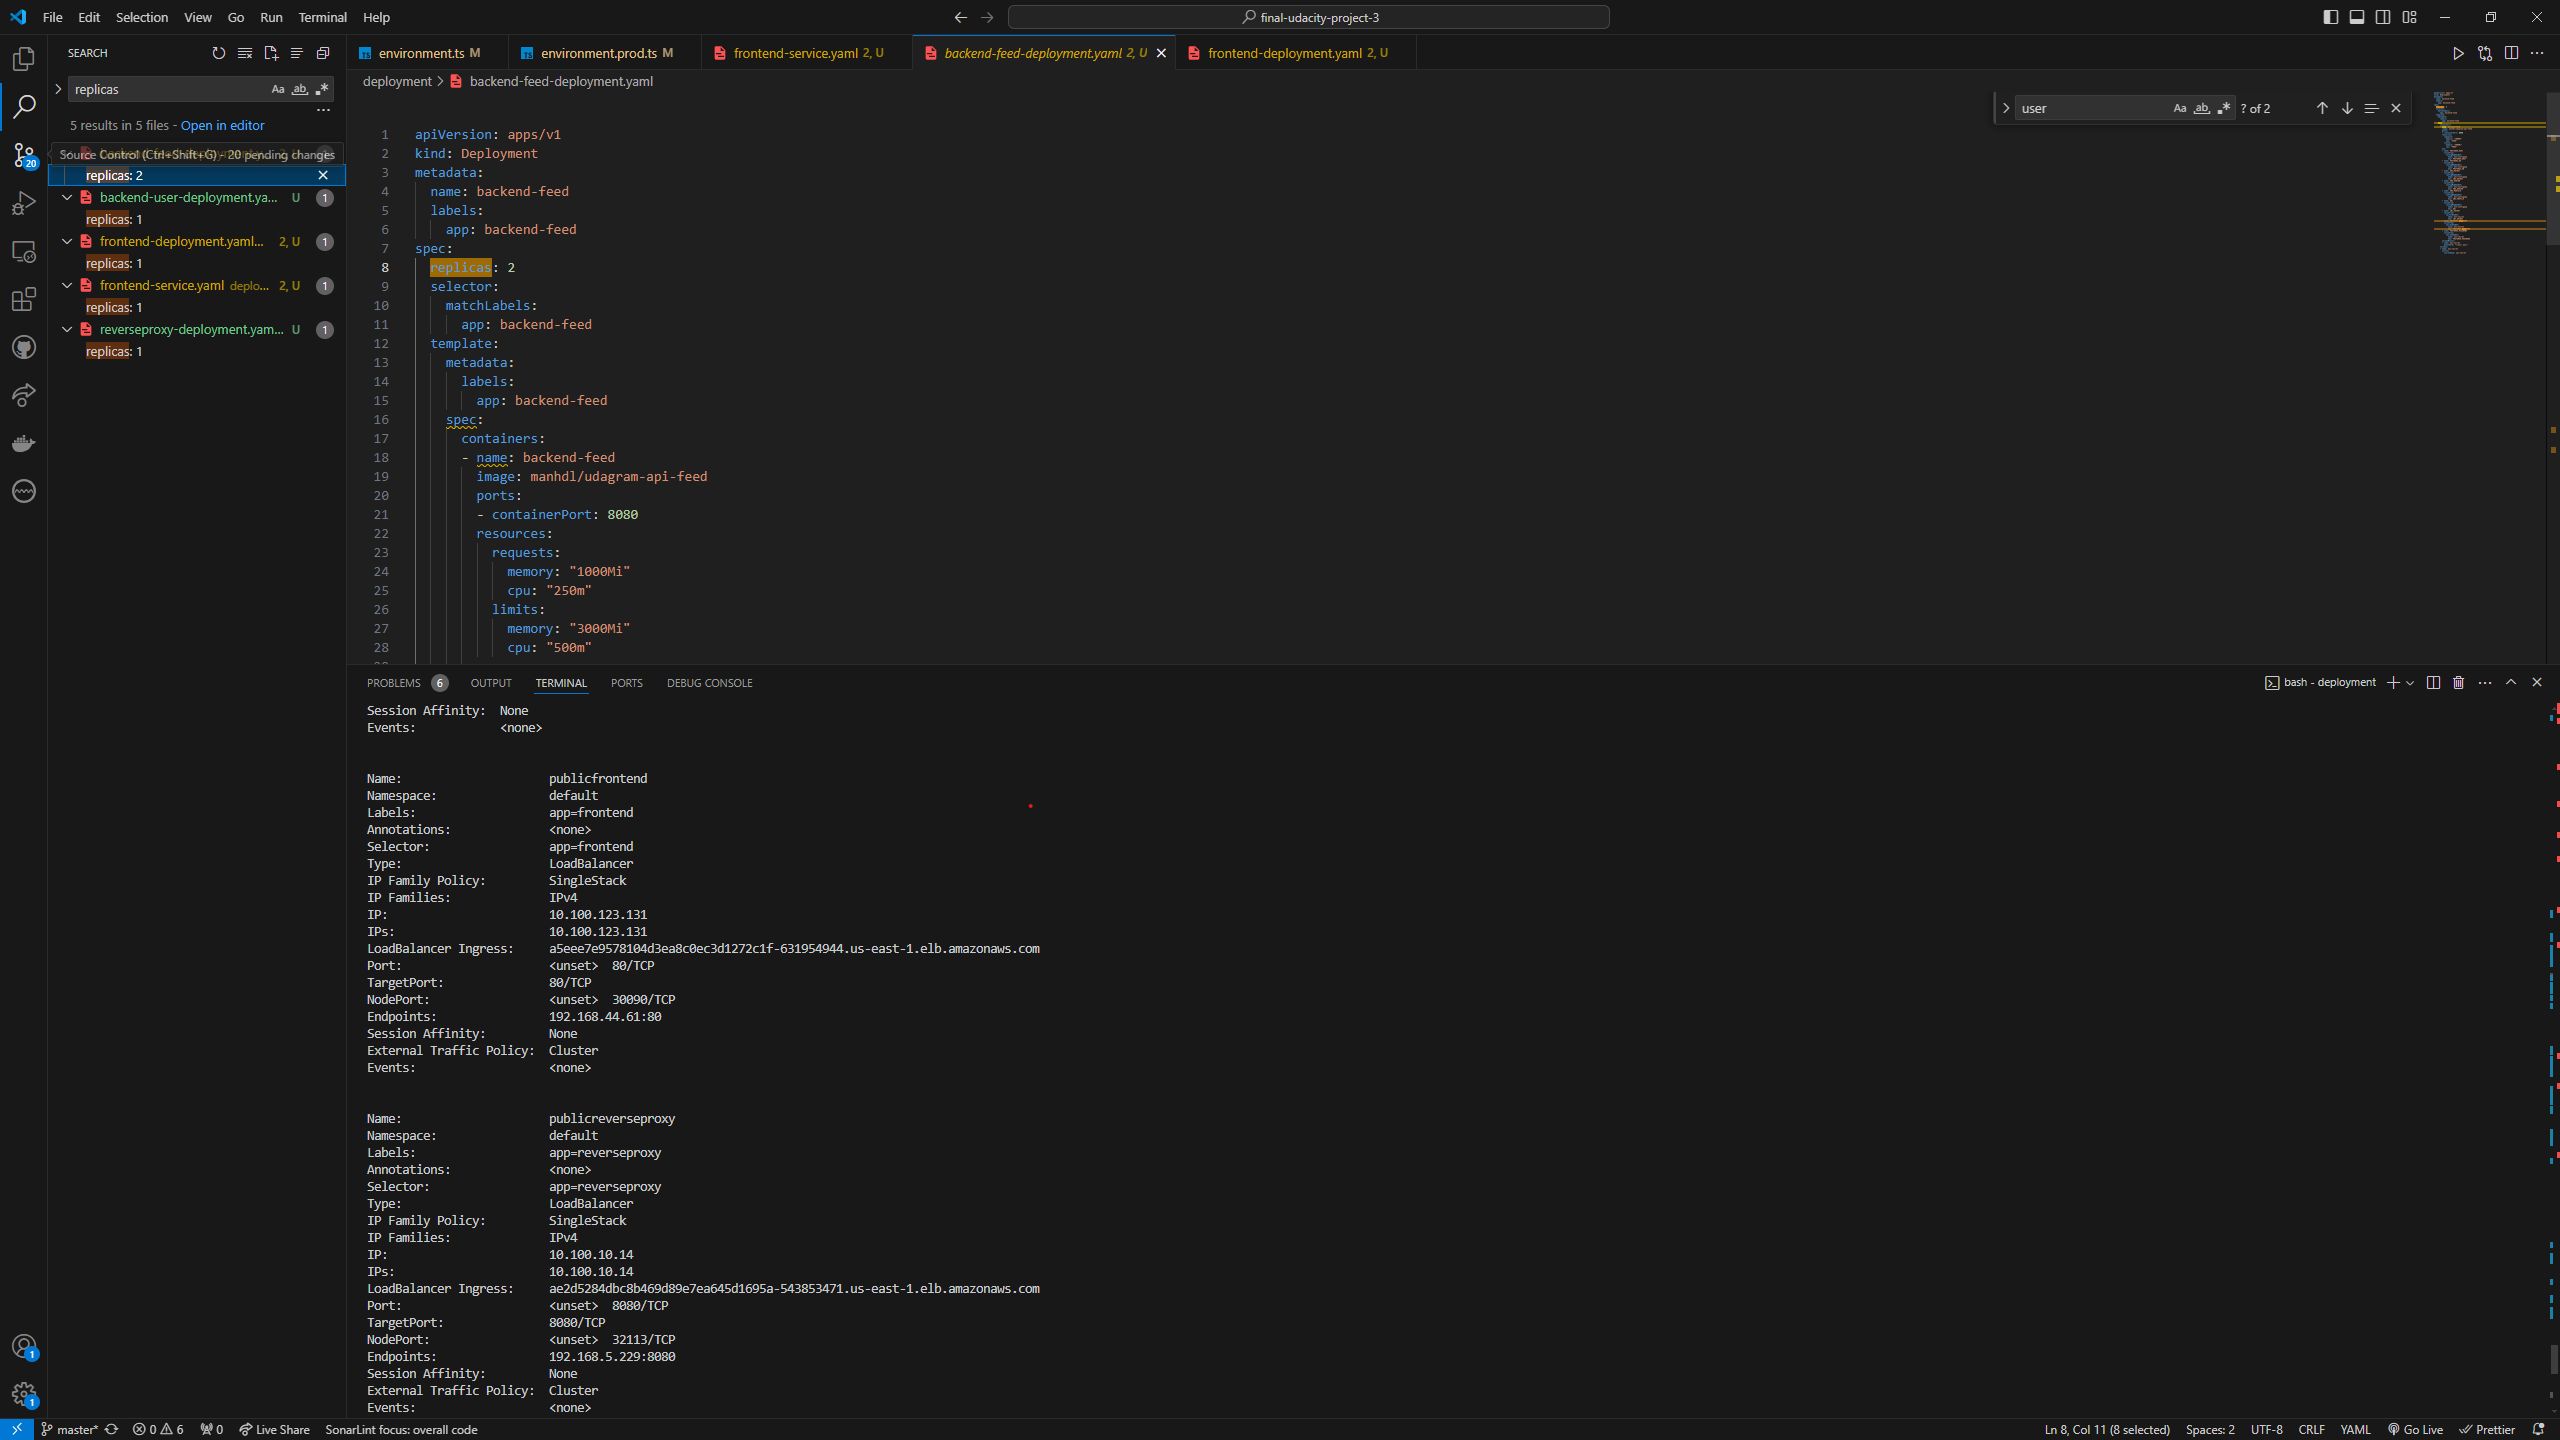 File Edit Selection View Go Run Terminal Help
final-udacity-project-3
SEARCH
replicas
Aa ab, .*
5 results in 5 files - Open in editor
Source Control (Ctrl+Shift+G) - 20 pending changes
20
replicas: 2
backend-user-deployment.ya... U 1
replicas: 1
frontend-deployment.yaml... 2, U 1
replicas: 1
frontend-service.yaml deplo... 2, U 1
replicas: 1
reverseproxy-deployment.yam... U 1
replicas: 1
environment.ts M
environment.prod.ts M
frontend-service.yaml 2, U
backend-feed-deployment.yaml 2, U
frontend-deployment.yaml 2, U
deployment > backend-feed-deployment.yaml
user Aa ab, .* ? of 2
1 apiVersion: apps/v1
2 kind: Deployment
3 metadata:
4 name: backend-feed
5 labels:
6 app: backend-feed
7 spec:
8 replicas: 2
9 selector:
10 matchLabels:
11 app: backend-feed
12 template:
13 metadata:
14 labels:
15 app: backend-feed
16 spec:
17 containers:
18 - name: backend-feed
19 image: manhdl/udagram-api-feed
20 ports:
21 - containerPort: 8080
22 resources:
23 requests:
24 memory: "1000Mi"
25 cpu: "250m"
26 limits:
27 memory: "3000Mi"
28 cpu: "500m"
PROBLEMS 6 OUTPUT TERMINAL PORTS DEBUG CONSOLE
bash - deployment
Session Affinity: None
Events: <none>
Name: publicfrontend
Namespace: default
Labels: app=frontend
Annotations: <none>
Selector: app=frontend
Type: LoadBalancer
IP Family Policy: SingleStack
IP Families: IPv4
IP: 10.100.123.131
IPs: 10.100.123.131
LoadBalancer Ingress: a5eee7e9578104d3ea8c0ec3d1272c1f-631954944.us-east-1.elb.amazonaws.com
Port: <unset> 80/TCP
TargetPort: 80/TCP
NodePort: <unset> 30090/TCP
Endpoints: 192.168.44.61:80
Session Affinity: None
External Traffic Policy: Cluster
Events: <none>
Name: publicreverseproxy
Namespace: default
Labels: app=reverseproxy
Annotations: <none>
Selector: app=reverseproxy
Type: LoadBalancer
IP Family Policy: SingleStack
IP Families: IPv4
IP: 10.100.10.14
IPs: 10.100.10.14
LoadBalancer Ingress: ae2d5284dbc8b469d89e7ea645d1695a-543853471.us-east-1.elb.amazonaws.com
Port: <unset> 8080/TCP
TargetPort: 8080/TCP
NodePort: <unset> 32113/TCP
Endpoints: 192.168.5.229:8080
Session Affinity: None
External Traffic Policy: Cluster
Events: <none>
1
1
master* 0 6 0 Live Share SonarLint focus: overall code
Ln 8, Col 11 (8 selected) Spaces: 2 UTF-8 CRLF YAML Go Live Prettier